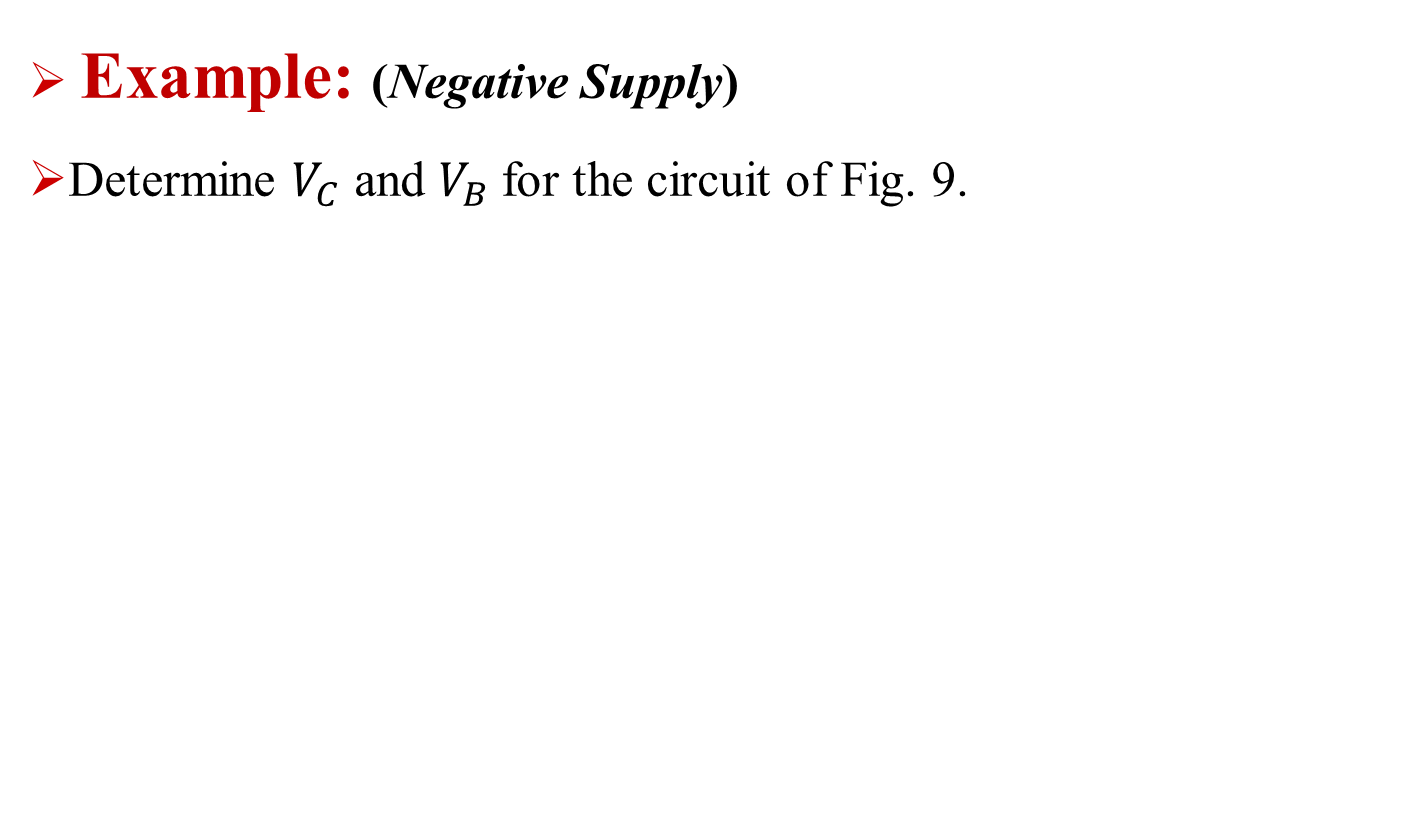 ➢ Example: (Negative Supply)
➢Determine V_C and V_B for the circuit of Fig. 9.